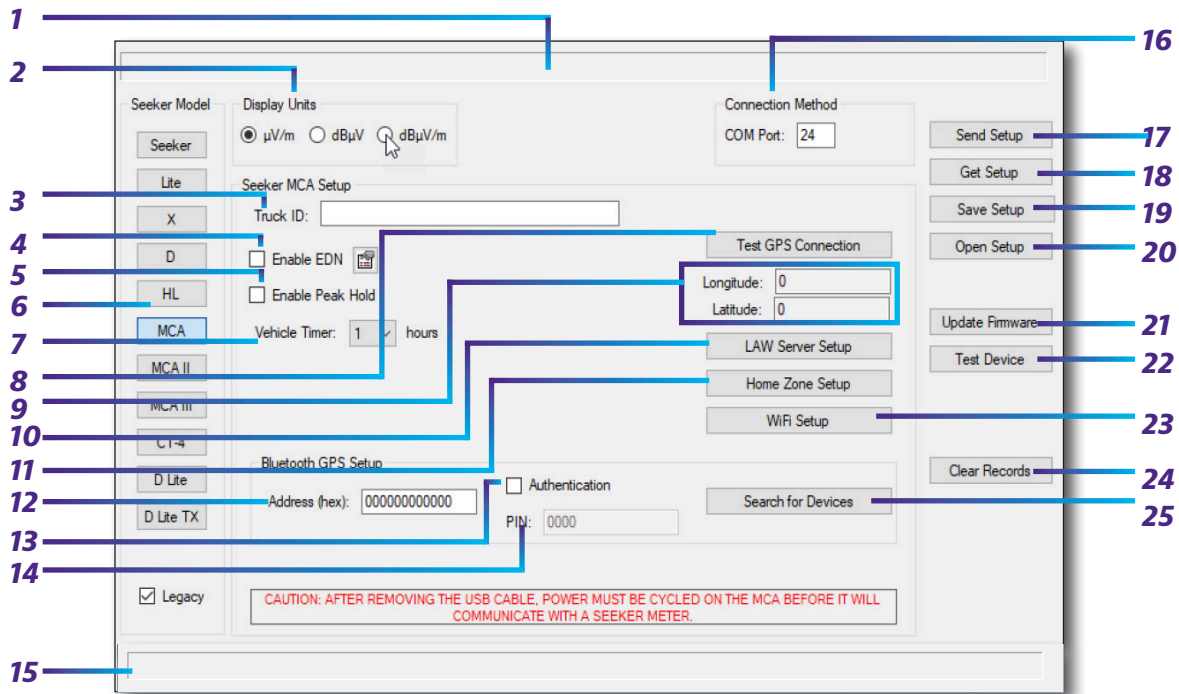 1
2
3
4
5
6
7
8
9
10
11
12
13
14
15
16
17
18
19
20
21
22
23
24
25
Seeker Model
Seeker
Lite
X
D
HL
MCA
MCA II
MCA III
CT-4
D Lite
D Lite TX
Legacy
Display Units
µV/m
dBµV
dBµV/m
Connection Method
COM Port: 24
Seeker MCA Setup
Truck ID:
Enable EDN
Enable Peak Hold
Vehicle Timer: 1 hours
Test GPS Connection
Longitude: 0
Latitude: 0
LAW Server Setup
Home Zone Setup
WiFi Setup
Bluetooth GPS Setup
Address (hex): 000000000000
Authentication
PIN: 0000
Search for Devices
CAUTION: AFTER REMOVING THE USB CABLE, POWER MUST BE CYCLED ON THE MCA BEFORE IT WILL
COMMUNICATE WITH A SEEKER METER.
Send Setup
Get Setup
Save Setup
Open Setup
Update Firmware
Test Device
Clear Records